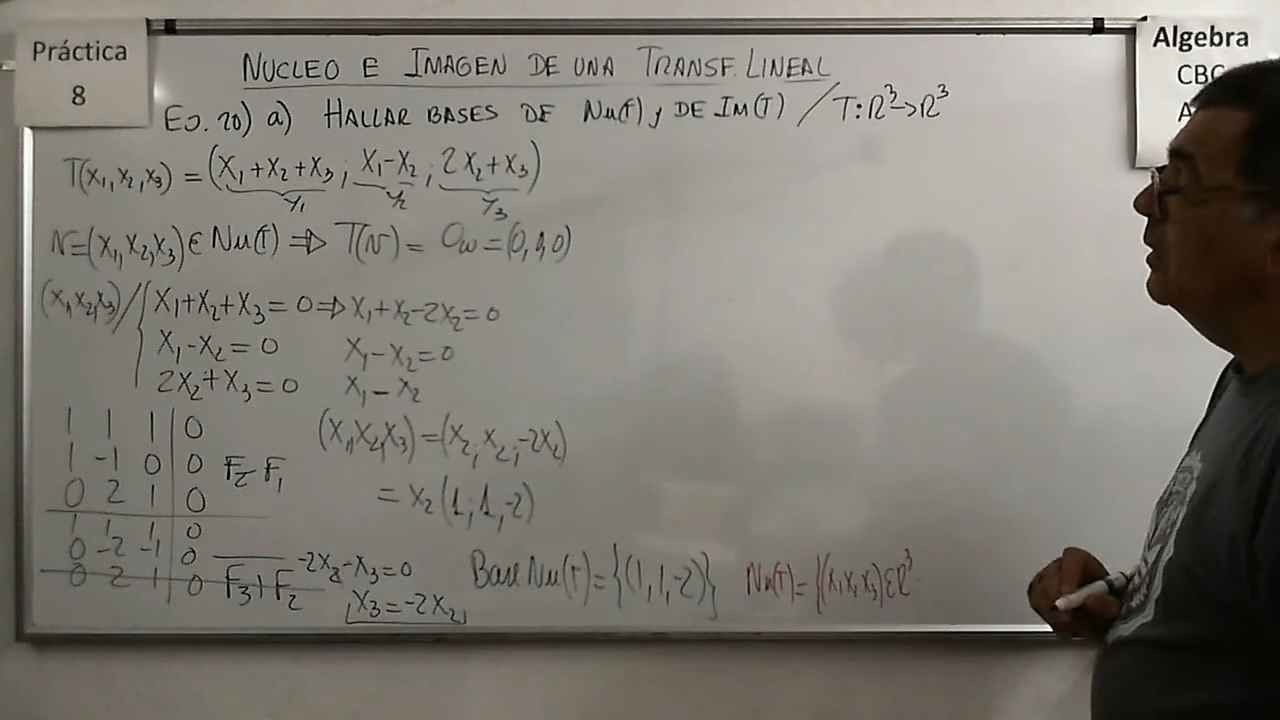 Práctica
8
Algebra
CBC
A
NUCLEO E IMAGEN DE UNA TRANSF. LINEAL
EJ. 20) a) HALLAR BASES DE Nu(T) y DE IM(T) / T: R³→R³
T(x₁,x₂,x₃) = (x₁+x₂+x₃ ; x₁-x₂ ; 2x₂+x₃)
y₁ y₂ y₃
N=(x₁,x₂,x₃) ∈ Nu(T) ⇒ T(N) = O_w = (0,0,0)
(x₁,x₂,x₃) / { x₁+x₂+x₃ = 0 ⇒ x₁+x₂-2x₂=0
x₁-x₂ = 0 x₁-x₂=0
2x₂+x₃=0 x₁-x₂
1 1 1 | 0
1 -1 0 | 0 F₂-F₁
0 2 1 | 0
1 1 1 | 0
0 -2 -1 | 0
0 2 1 | 0 F₃+F₂
-2x₂-x₃=0
x₃=-2x₂
(x₁,x₂,x₃)=(x₂,x₂,-2x₂)
= x₂(1,1,-2)
Base Nu(T)={(1,1,-2)} Nu(T)={(x₁x₂x₃)∈R³